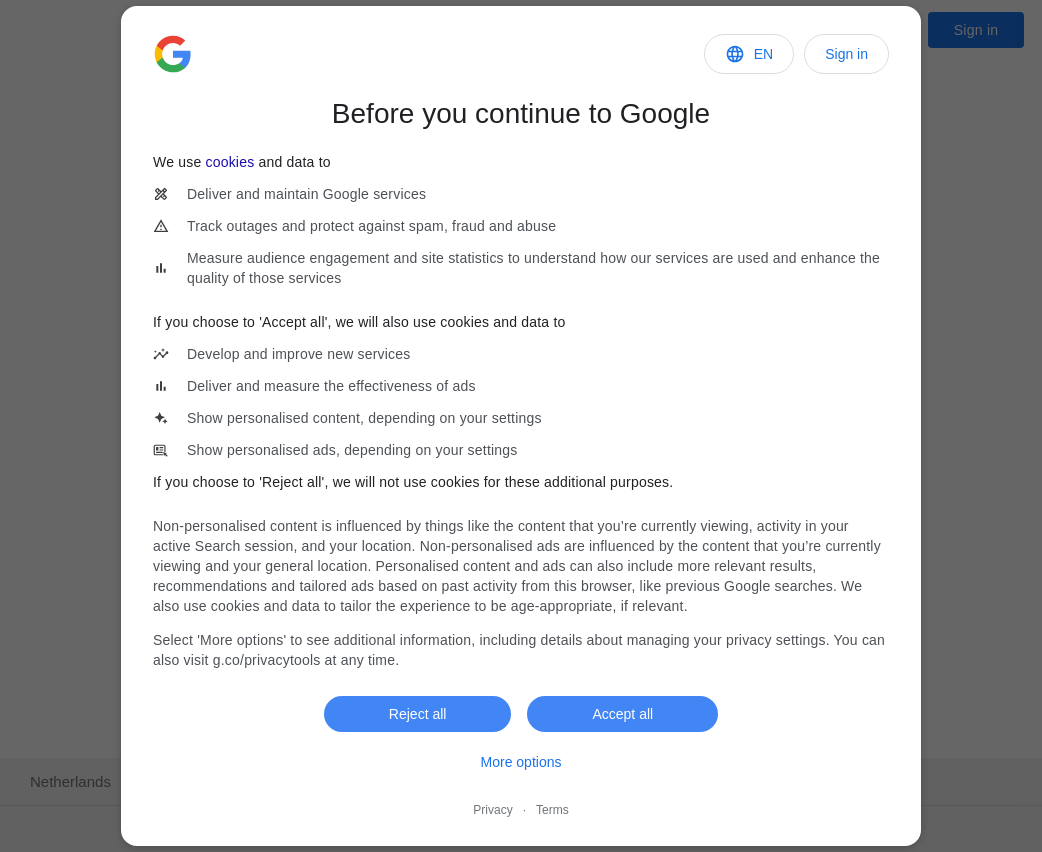 Sign in
EN
Sign in
Before you continue to Google
We use cookies and data to
Deliver and maintain Google services
Track outages and protect against spam, fraud and abuse
Measure audience engagement and site statistics to understand how our services are used and enhance the
quality of those services
If you choose to 'Accept all', we will also use cookies and data to
Develop and improve new services
Deliver and measure the effectiveness of ads
Show personalised content, depending on your settings
Show personalised ads, depending on your settings
If you choose to 'Reject all', we will not use cookies for these additional purposes.
Non-personalised content is influenced by things like the content that you’re currently viewing, activity in your
active Search session, and your location. Non-personalised ads are influenced by the content that you’re currently
viewing and your general location. Personalised content and ads can also include more relevant results,
recommendations and tailored ads based on past activity from this browser, like previous Google searches. We
also use cookies and data to tailor the experience to be age-appropriate, if relevant.
Select 'More options' to see additional information, including details about managing your privacy settings. You can
also visit g.co/privacytools at any time.
Reject all
Accept all
More options
Netherlands
Privacy · Terms